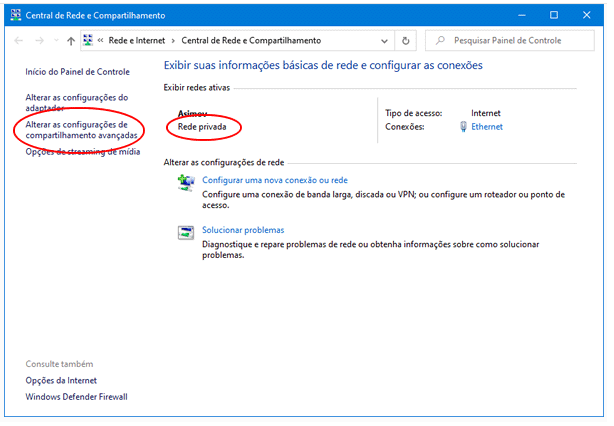 Central de Rede e Compartilhamento
« Rede e Internet > Central de Rede e Compartilhamento
Pesquisar Painel de Controle
Início do Painel de Controle
Alterar as configurações do
adaptador
Alterar as configurações de
compartilhamento avançadas
Opções de streaming de mídia
Exibir suas informações básicas de rede e configurar as conexões
Exibir redes ativas
Asimov
Rede privada
Tipo de acesso: Internet
Conexões: Ethernet
Alterar as configurações de rede
Configurar uma nova conexão ou rede
Configure uma conexão de banda larga, discada ou VPN; ou configure um roteador ou ponto de
acesso.
Solucionar problemas
Diagnostique e repare problemas de rede ou obtenha informações sobre como solucionar
problemas.
Consulte também
Opções da Internet
Windows Defender Firewall